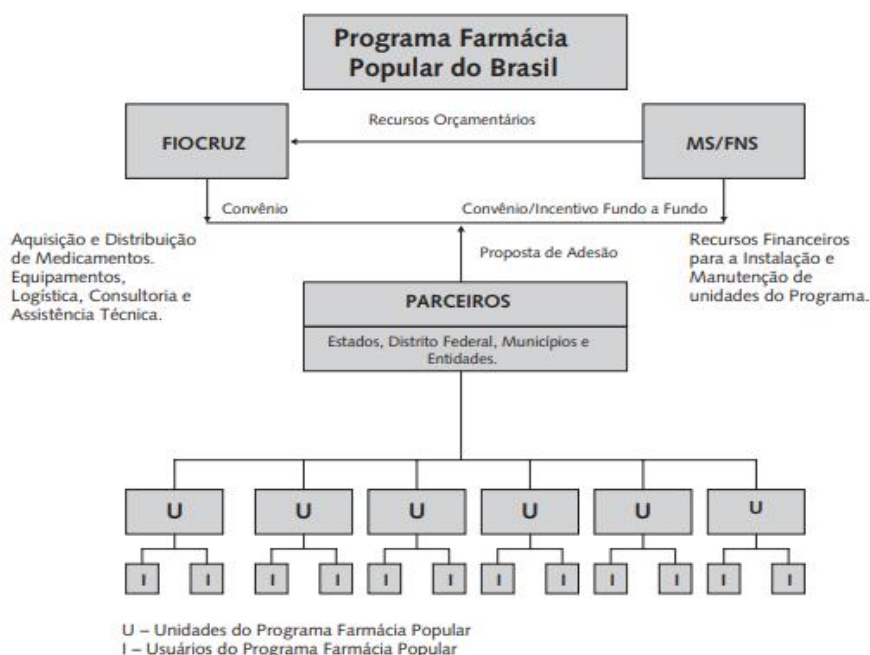 Programa Farmácia
Popular do Brasil
Recursos Orçamentários
FIOCRUZ
MS/FNS
Convênio
Convênio/Incentivo Fundo a Fundo
Aquisição e Distribuição
de Medicamentos.
Equipamentos,
Logística, Consultoria e
Assistência Técnica.
Proposta de Adesão
Recursos Financeiros
para a Instalação e
Manutenção de
unidades do Programa.
PARCEIROS
Estados, Distrito Federal, Municípios e
Entidades.
U U U U U U
I I I I I I I I I I I I
U – Unidades do Programa Farmácia Popular
I – Usuários do Programa Farmácia Popular